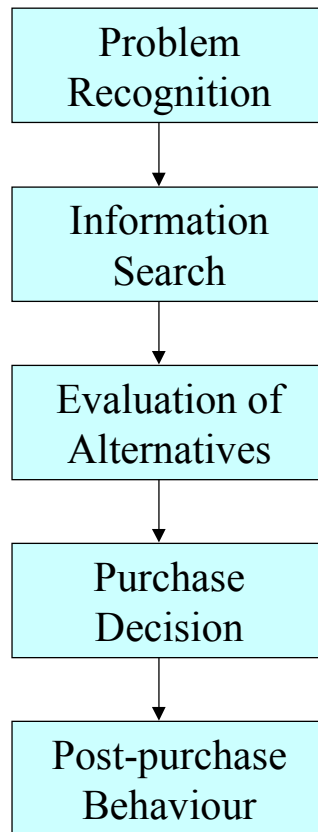 Problem
Recognition
Information
Search
Evaluation of
Alternatives
Purchase
Decision
Post-purchase
Behaviour